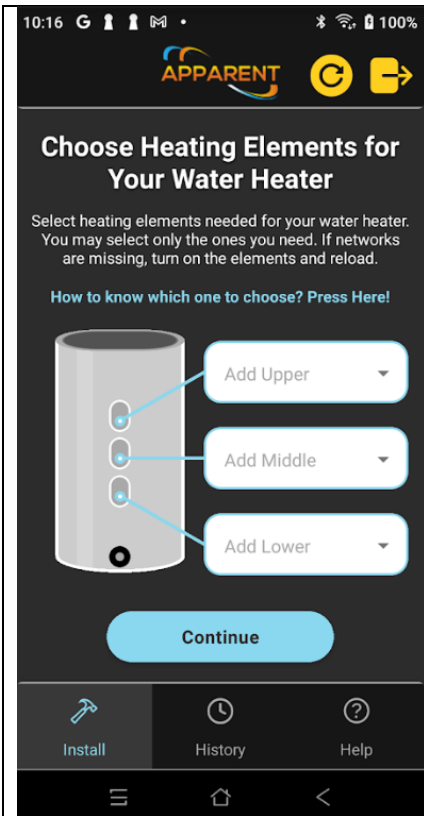 10:16 G 100%
APPARENT
Choose Heating Elements for
Your Water Heater
Select heating elements needed for your water heater.
You may select only the ones you need. If networks
are missing, turn on the elements and reload.
How to know which one to choose? Press Here!
Add Upper
Add Middle
Add Lower
Continue
Install History Help